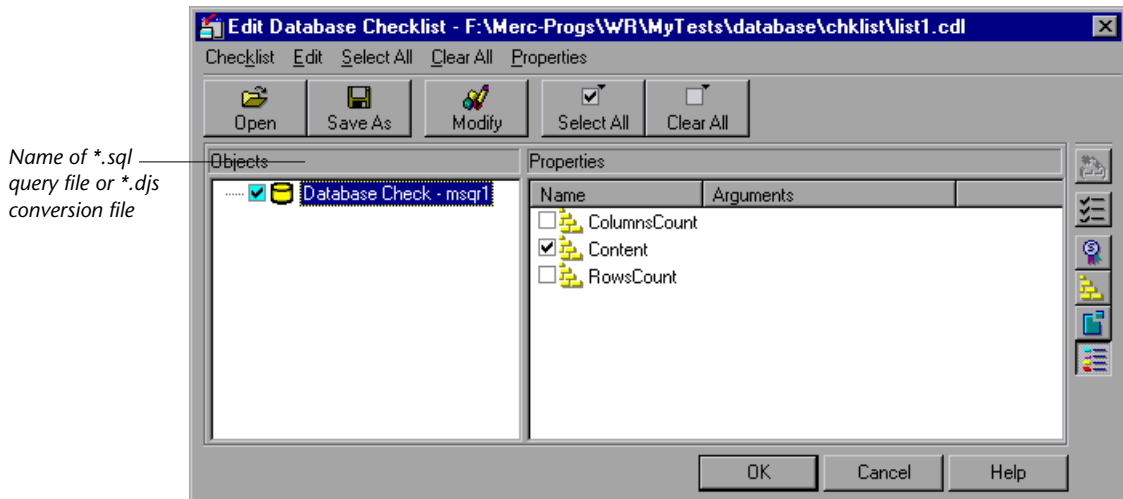 Edit Database Checklist - F:\Merc-Progs\WR\MyTests\database\chklist\list1.cdl
Checklist Edit Select All Clear All Properties
Open Save As Modify Select All Clear All
Name of *.sql
query file or *.djs
conversion file
Objects
Database Check - msqr1
Properties
Name Arguments
ColumnsCount
Content
RowsCount
OK Cancel Help